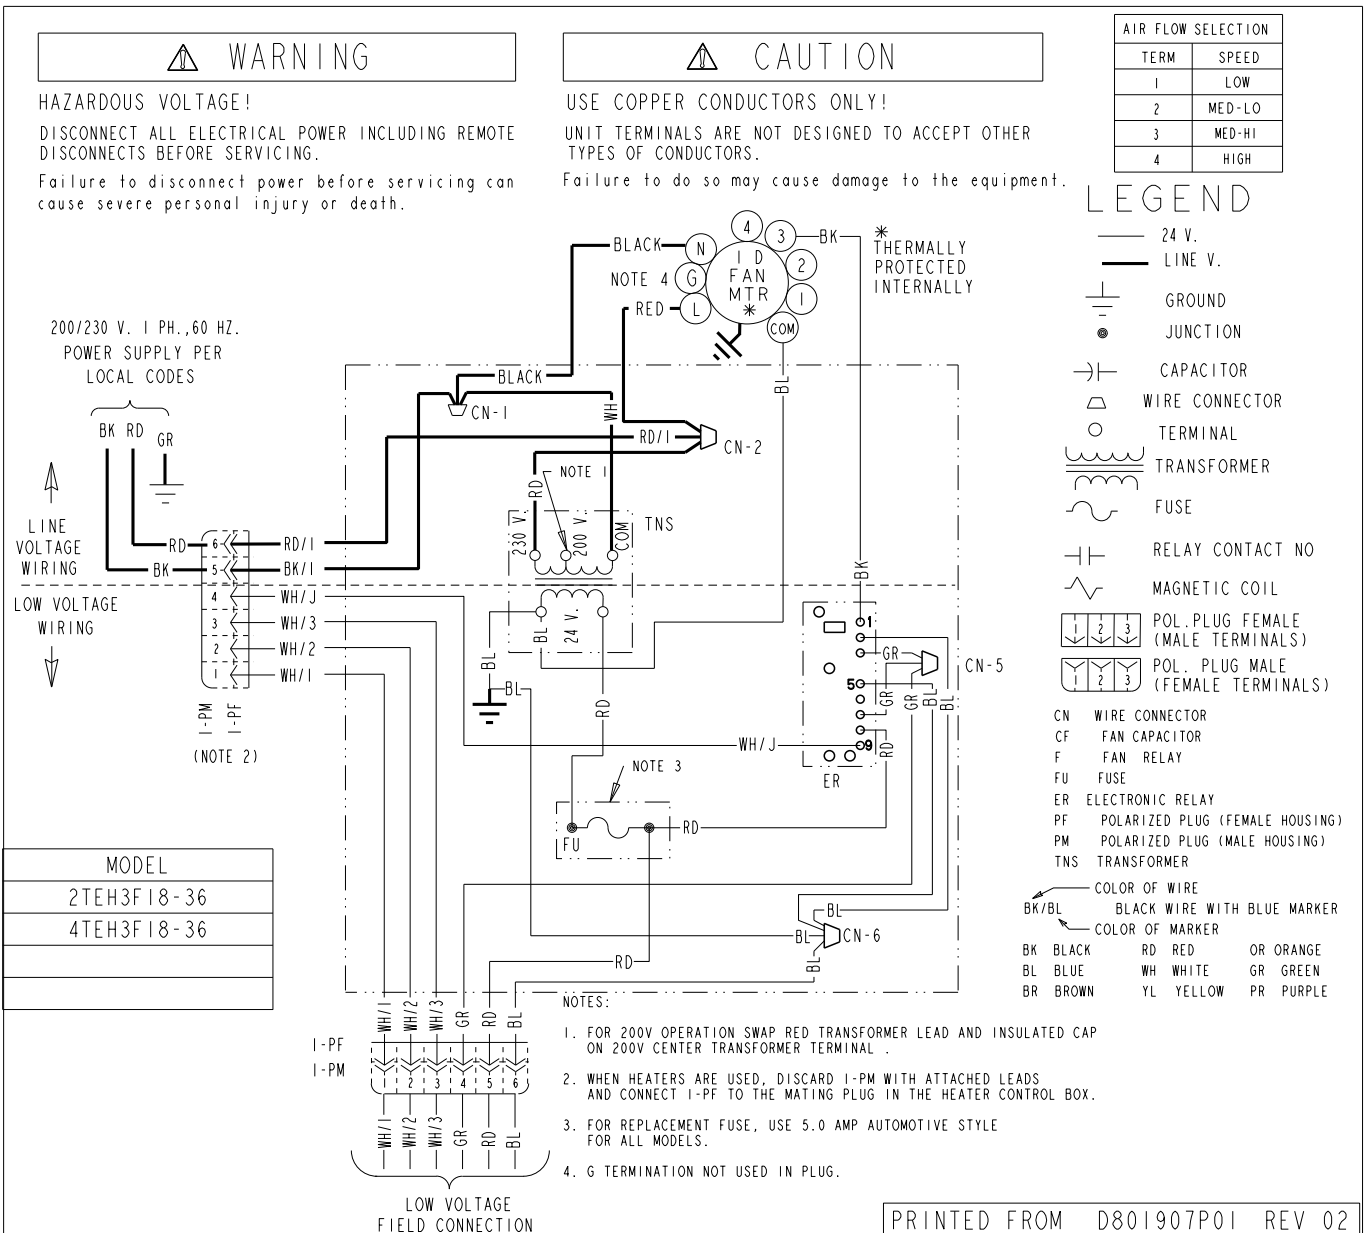 WARNING
HAZARDOUS VOLTAGE!
DISCONNECT ALL ELECTRICAL POWER INCLUDING REMOTE
DISCONNECTS BEFORE SERVICING.
Failure to disconnect power before servicing can
cause severe personal injury or death.
CAUTION
USE COPPER CONDUCTORS ONLY!
UNIT TERMINALS ARE NOT DESIGNED TO ACCEPT OTHER
TYPES OF CONDUCTORS.
Failure to do so may cause damage to the equipment.
AIR FLOW SELECTION
TERM SPEED
1 LOW
2 MED-LO
3 MED-HI
4 HIGH
LEGEND
24 V.
LINE V.
GROUND
JUNCTION
CAPACITOR
WIRE CONNECTOR
TERMINAL
TRANSFORMER
FUSE
RELAY CONTACT NO
MAGNETIC COIL
1 2 3
POL.PLUG FEMALE
(MALE TERMINALS)
1 2 3
POL. PLUG MALE
(FEMALE TERMINALS)
CN WIRE CONNECTOR
CF FAN CAPACITOR
F FAN RELAY
FU FUSE
ER ELECTRONIC RELAY
PF POLARIZED PLUG (FEMALE HOUSING)
PM POLARIZED PLUG (MALE HOUSING)
TNS TRANSFORMER
COLOR OF WIRE
BK/BL BLACK WIRE WITH BLUE MARKER
COLOR OF MARKER
BK BLACK RD RED OR ORANGE
BL BLUE WH WHITE GR GREEN
BR BROWN YL YELLOW PR PURPLE
200/230 V. 1 PH.,60 HZ.
POWER SUPPLY PER
LOCAL CODES
BK RD GR
LINE
VOLTAGE
WIRING
LOW VOLTAGE
WIRING
RD 6 RD/1
BK 5 BK/1
4 WH/J
3 WH/3
2 WH/2
1 WH/1
1-PM 1-PF
(NOTE 2)
MODEL
2TEH3F18-36
4TEH3F18-36
BLACK N 4 3 BK
NOTE 4 G 2
RED L 1
COM
I D
FAN
MTR
*
*
THERMALLY
PROTECTED
INTERNALLY
BLACK
CN-1
WH
RD/1
CN-2
BL
RD
NOTE 1
TNS
230 V.
200 V.
COM
24 V.
BL
BL
BL
RD
BK
1
5
9
GR
CN-5
GR
GR
BL
BL
RD
WH/J
ER
NOTE 3
FU
RD
BL
BL
CN-6
BL
RD
WH/1 WH/2 WH/3 GR RD BL
1-PF
1-PM
1 2 3 4 5 6
WH/1 WH/2 WH/3 GR RD BL
LOW VOLTAGE
FIELD CONNECTION
NOTES:
1. FOR 200V OPERATION SWAP RED TRANSFORMER LEAD AND INSULATED CAP
ON 200V CENTER TRANSFORMER TERMINAL .
2. WHEN HEATERS ARE USED, DISCARD 1-PM WITH ATTACHED LEADS
AND CONNECT 1-PF TO THE MATING PLUG IN THE HEATER CONTROL BOX.
3. FOR REPLACEMENT FUSE, USE 5.0 AMP AUTOMOTIVE STYLE
FOR ALL MODELS.
4. G TERMINATION NOT USED IN PLUG.
PRINTED FROM D801907P01 REV 02